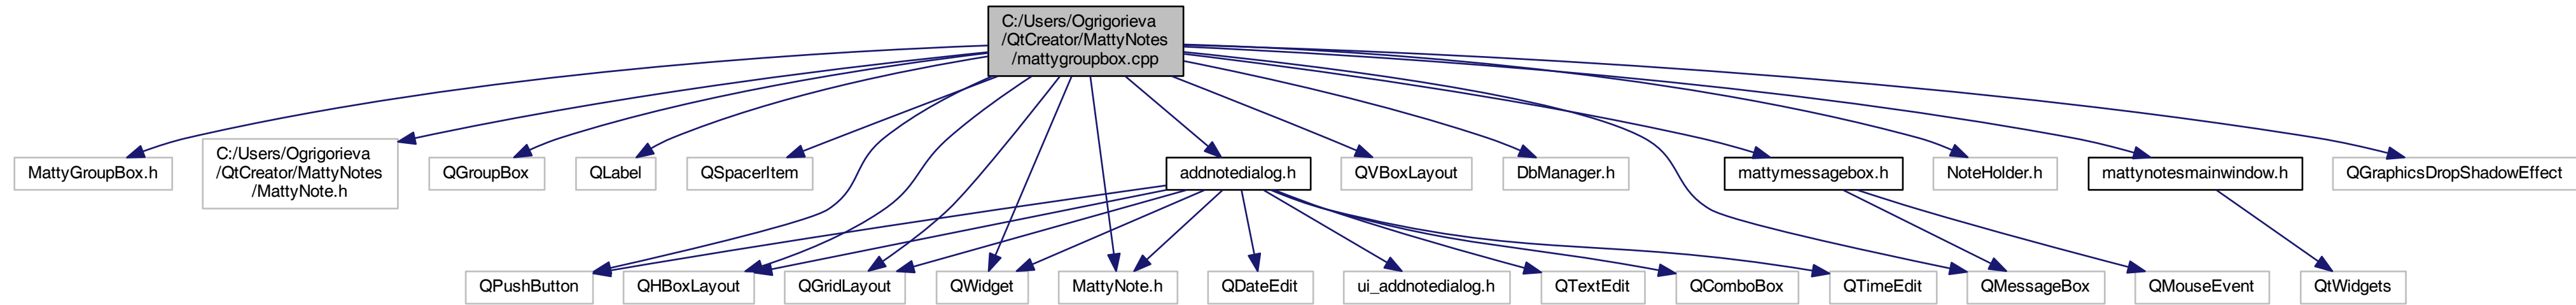 C:/Users/Ogrigorieva
/QtCreator/MattyNotes
/mattygroupbox.cpp
MattyGroupBox.h
C:/Users/Ogrigorieva
/QtCreator/MattyNotes
/MattyNote.h
QGroupBox
QLabel
QSpacerItem
addnotedialog.h
QVBoxLayout
DbManager.h
mattymessagebox.h
NoteHolder.h
mattynotesmainwindow.h
QGraphicsDropShadowEffect
QPushButton
QHBoxLayout
QGridLayout
QWidget
MattyNote.h
QDateEdit
ui_addnotedialog.h
QTextEdit
QComboBox
QTimeEdit
QMessageBox
QMouseEvent
QtWidgets